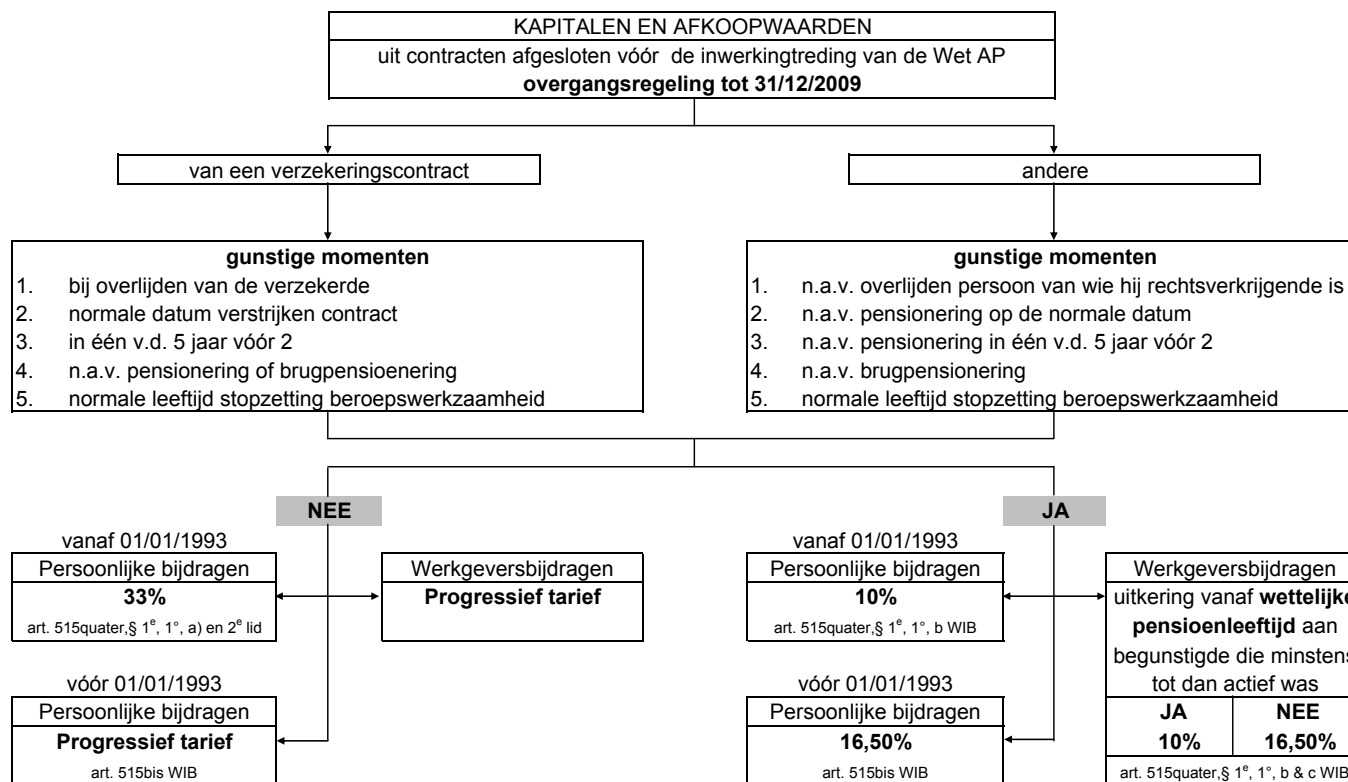 KAPITALEN EN AFKOOPWAARDEN
uit contracten afgesloten vóór de inwerkingtreding van de Wet AP
overgangsregeling tot 31/12/2009
van een verzekeringscontract
andere
gunstige momenten
1. bij overlijden van de verzekerde
2. normale datum verstrijken contract
3. in één v.d. 5 jaar vóór 2
4. n.a.v. pensionering of brugpensioenering
5. normale leeftijd stopzetting beroepswerkzaamheid
gunstige momenten
1. n.a.v. overlijden persoon van wie hij rechtsverkrijgende is
2. n.a.v. pensionering op de normale datum
3. n.a.v. pensionering in één v.d. 5 jaar vóór 2
4. n.a.v. brugpensionering
5. normale leeftijd stopzetting beroepswerkzaamheid
NEE
JA
vanaf 01/01/1993
Persoonlijke bijdragen
33%
art. 515quater,§ 1e, 1°, a) en 2e lid
Werkgeversbijdragen
Progressief tarief
vóór 01/01/1993
Persoonlijke bijdragen
Progressief tarief
art. 515bis WIB
vanaf 01/01/1993
Persoonlijke bijdragen
10%
art. 515quater,§ 1e, 1°, b WIB
vóór 01/01/1993
Persoonlijke bijdragen
16,50%
art. 515bis WIB
Werkgeversbijdragen
uitkering vanaf wettelijke
pensioenleeftijd aan
begunstigde die minstens
tot dan actief was
JA NEE
10% 16,50%
art. 515quater,§ 1e, 1°, b & c WIB